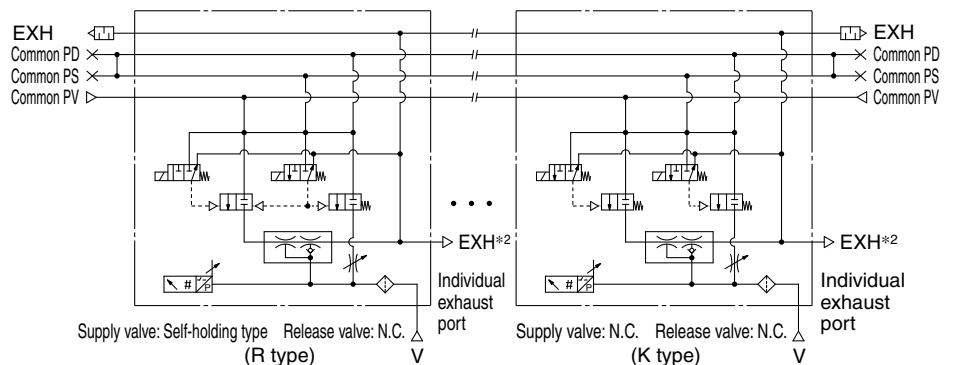 EXH
EXH
Common PD
Common PD
Common PS
Common PS
Common PV
Common PV
• • •
EXH*2
EXH*2
Individual
exhaust
port
Individual
exhaust
port
# P
# P
Supply valve: Self-holding type Release valve: N.C.
(R type)
V
Supply valve: N.C. Release valve: N.C.
(K type)
V